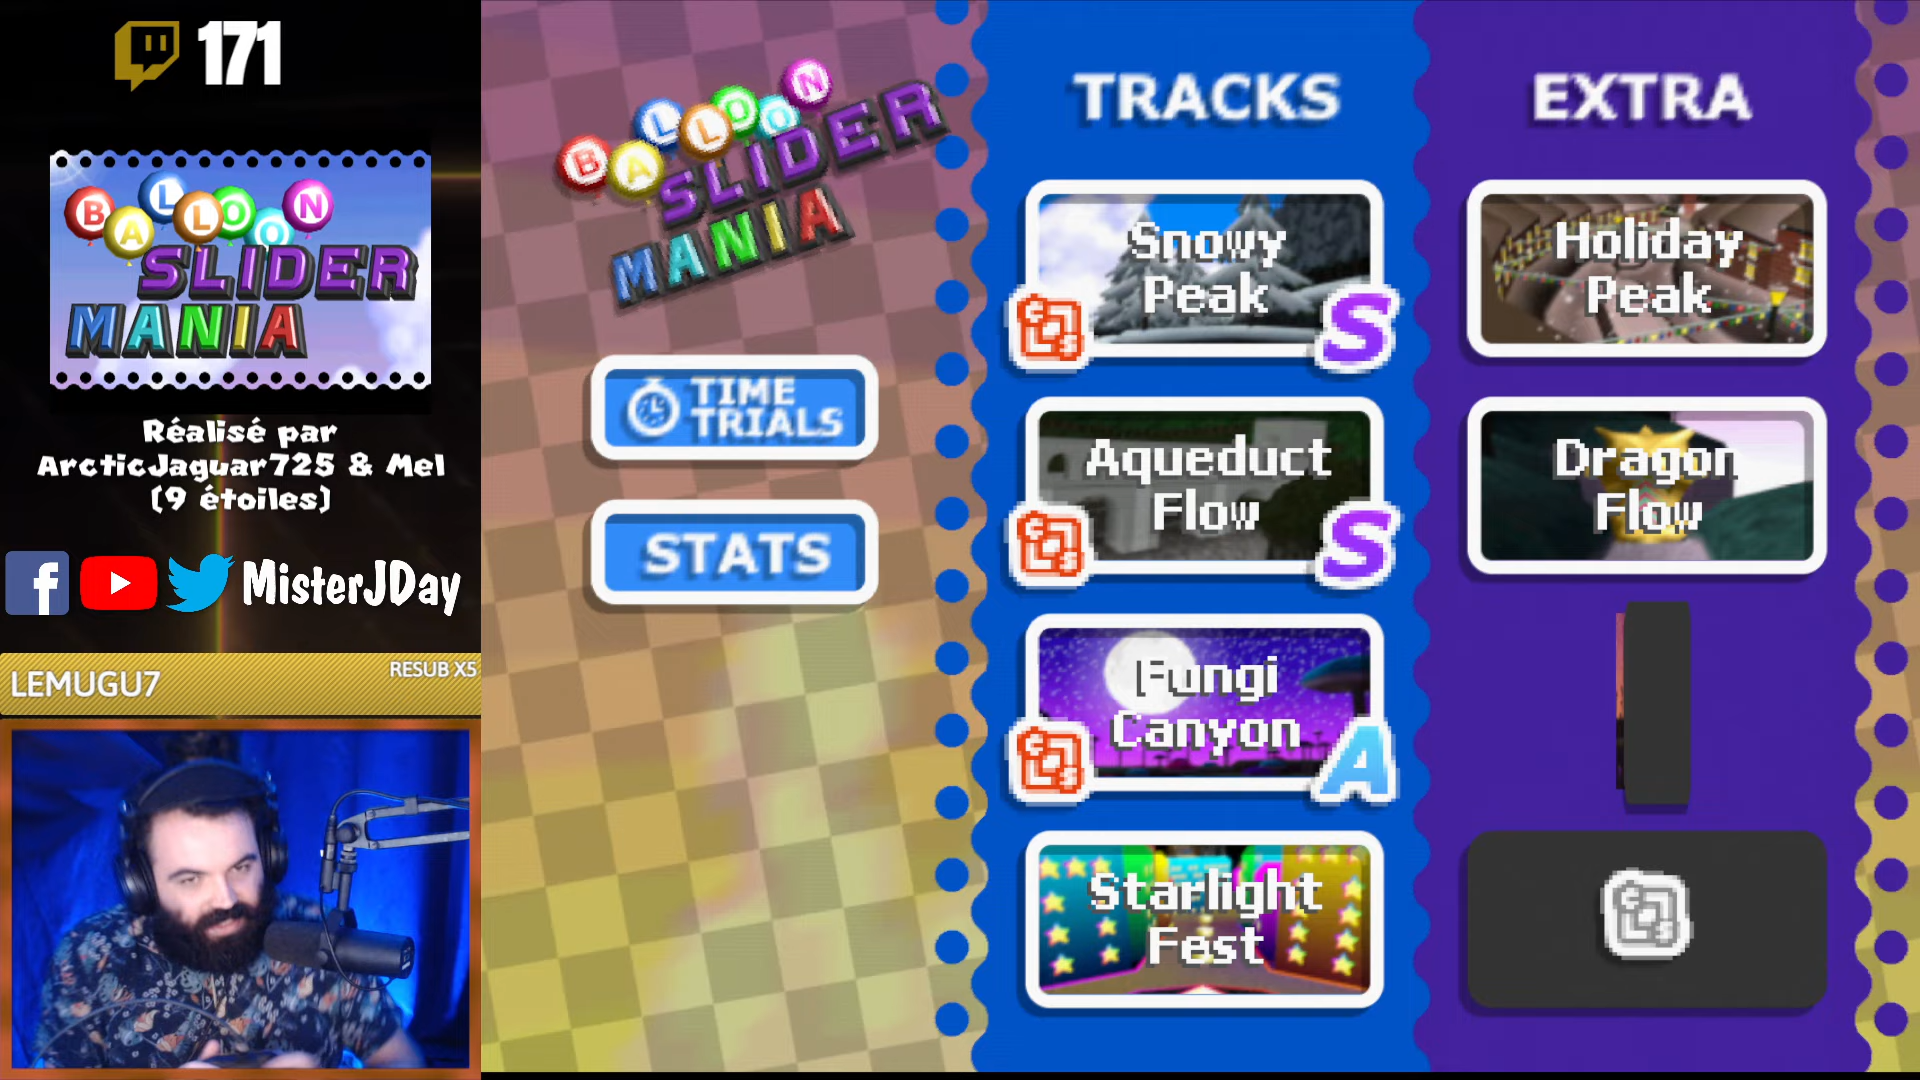 171
BALLOON
SLIDER
MANIA
Réalisé par
ArcticJaguar725 & Mel
(9 étoiles)
f
MisterJDay
LEMUGU7
RESUB X5
BALLOON
SLIDER
MANIA
TIME
TRIALS
STATS
TRACKS
Snowy
Peak
S
Aqueduct
Flow
S
Fungi
Canyon
A
Starlight
Fest
EXTRA
Holiday
Peak
Dragon
Flow